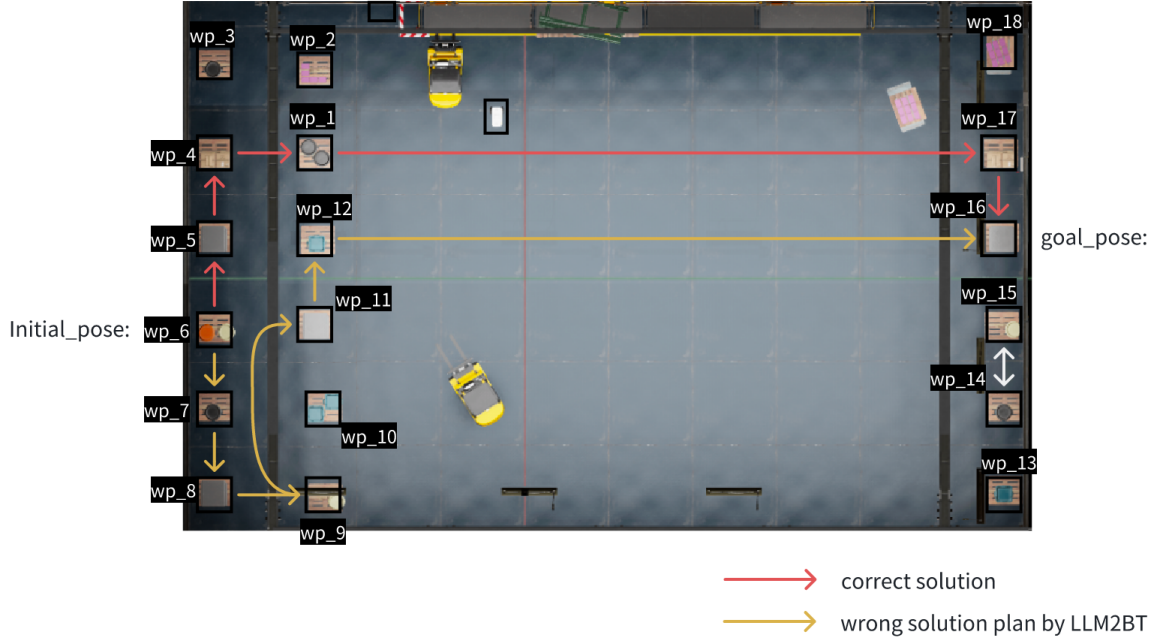 wp_3
wp_2
wp_18
wp_1
wp_17
wp_4
wp_12
wp_16
wp_5
goal_pose:
wp_11
wp_15
Initial_pose:
wp_6
wp_14
wp_7
wp_10
wp_13
wp_8
wp_9
correct solution
wrong solution plan by LLM2BT